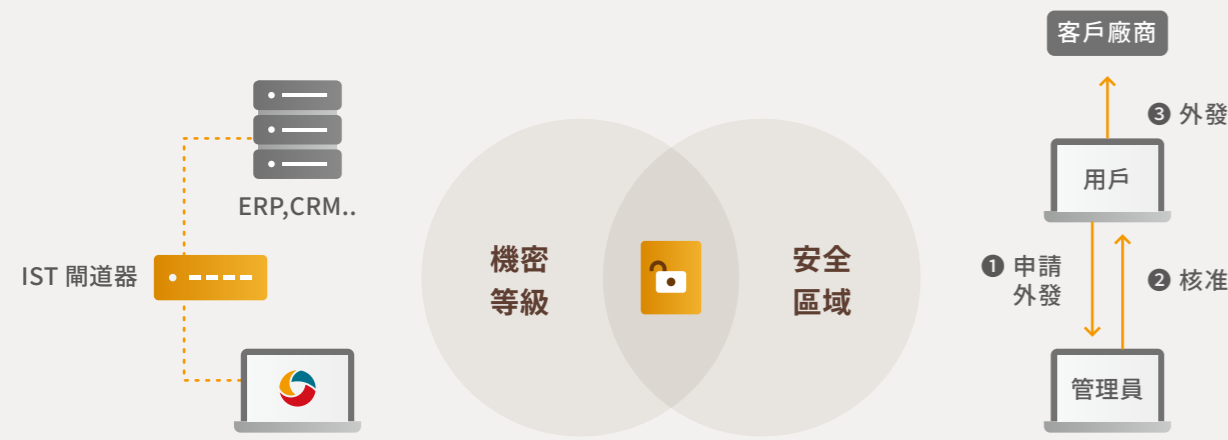 ERP,CRM..
IST 閘道器
機密
等級
安全
區域
客戶廠商
❸ 外發
用戶
❶ 申請
外發
❷ 核准
管理員